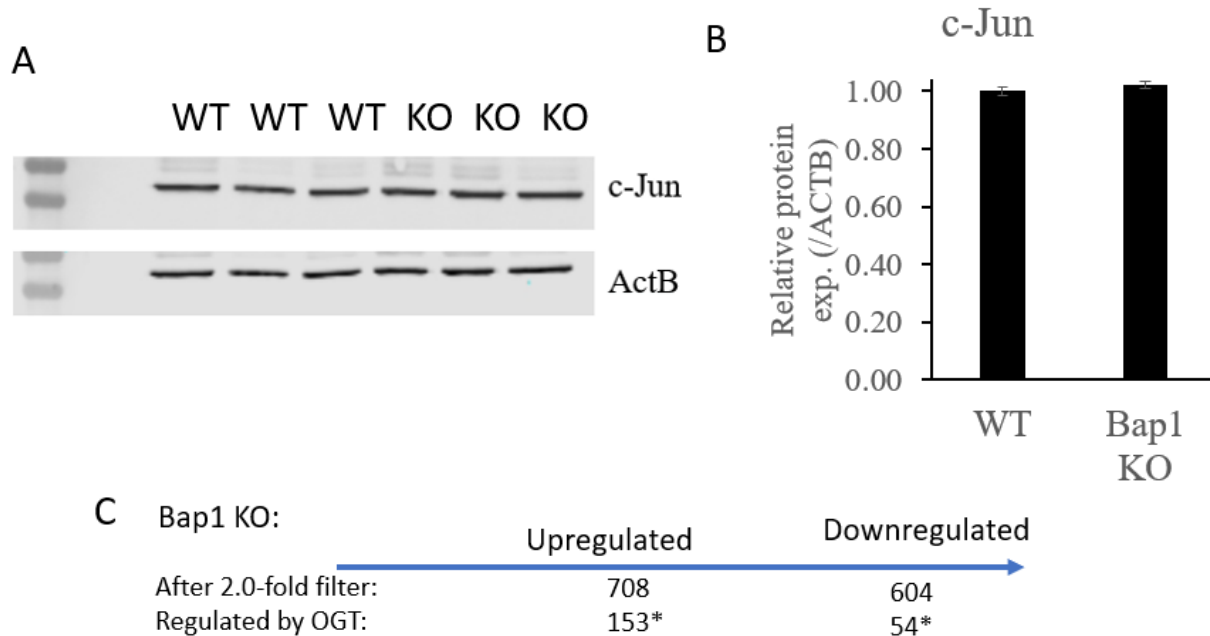 A
WT WT WT KO KO KO
c-Jun
ActB
B
c-Jun
Relative protein
exp. (/ACTB)
1.00
0.80
0.60
0.40
0.20
0.00
WT
Bap1
KO
C
Bap1 KO:
Upregulated
Downregulated
After 2.0-fold filter:
708
604
Regulated by OGT:
153*
54*